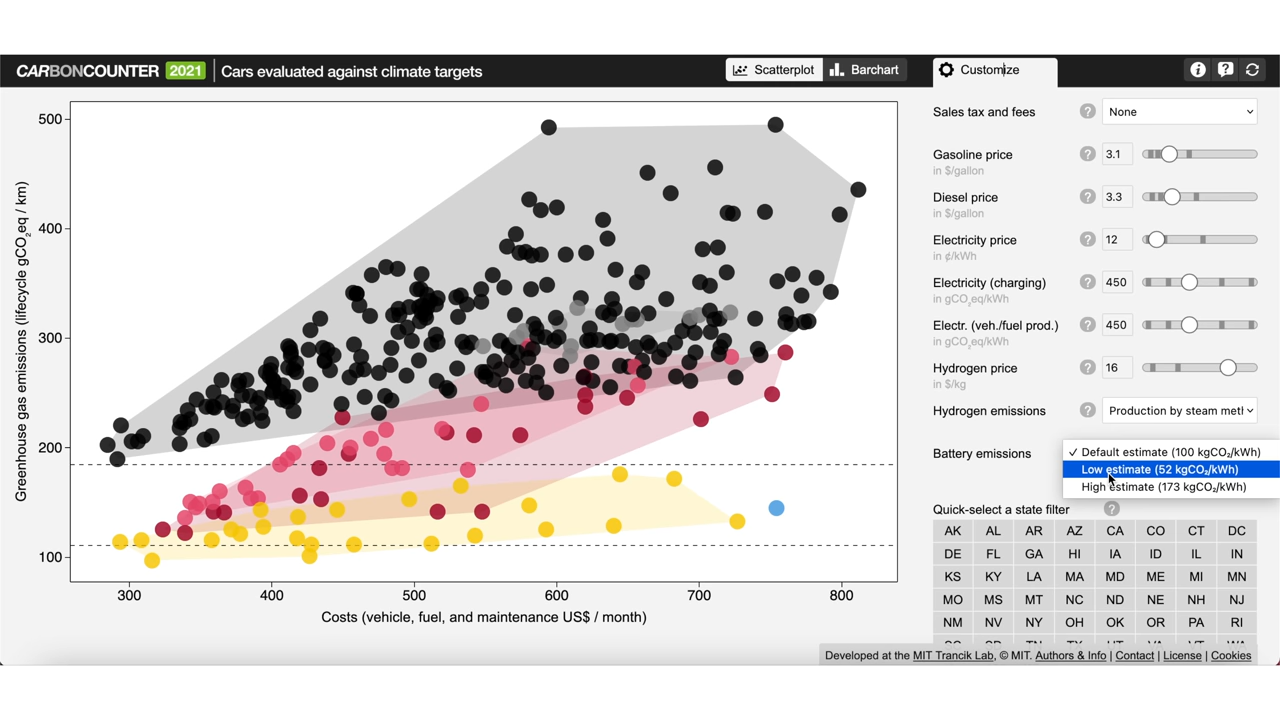 CARBONCOUNTER 2021 Cars evaluated against climate targets
Scatterplot
Barchart
Customize
500
400
300
200
100
Greenhouse gas emissions (lifecycle gCO₂eq / km)
300 400 500 600 700 800
Costs (vehicle, fuel, and maintenance US$ / month)
Sales tax and fees ? None
Gasoline price ? 3.1
in $/gallon
Diesel price ? 3.3
in $/gallon
Electricity price ? 12
in ¢/kWh
Electricity (charging) ? 450
in gCO₂eq/kWh
Electr. (veh./fuel prod.) ? 450
in gCO₂eq/kWh
Hydrogen price ? 16
in $/kg
Hydrogen emissions ? Production by steam metl
Battery emissions
✓ Default estimate (100 kgCO₂/kWh)
Low estimate (52 kgCO₂/kWh)
High estimate (173 kgCO₂/kWh)
Quick-select a state filter ?
AK AL AR AZ CA CO CT DC
DE FL GA HI IA ID IL IN
KS KY LA MA MD ME MI MN
MO MS MT NC ND NE NH NJ
NM NV NY OH OK OR PA RI
Developed at the MIT Trancik Lab, © MIT. Authors & Info | Contact | License | Cookies